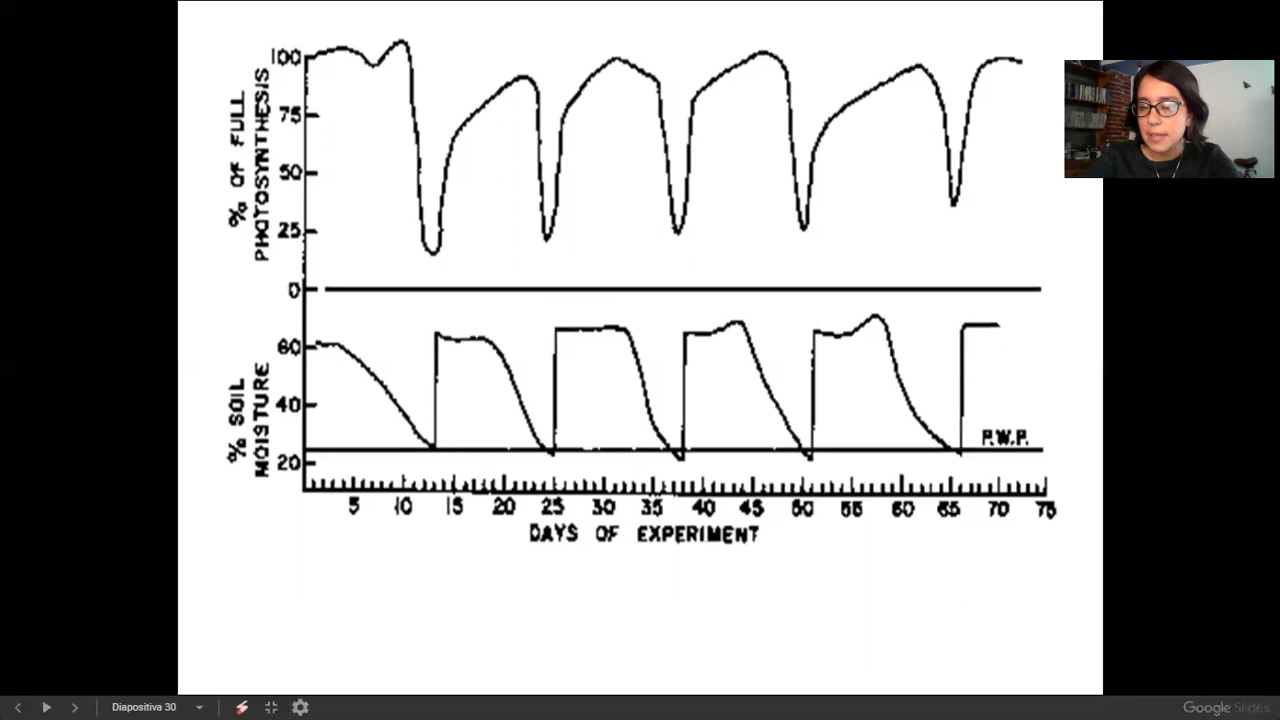 100
75
50
25
0
% OF FULL
PHOTOSYNTHESIS
60
40
20
% SOIL
MOISTURE
P.W.P.
5 10 15 20 25 30 35 40 45 50 55 60 65 70 75
DAYS OF EXPERIMENT
Diapositiva 30
Google Slides